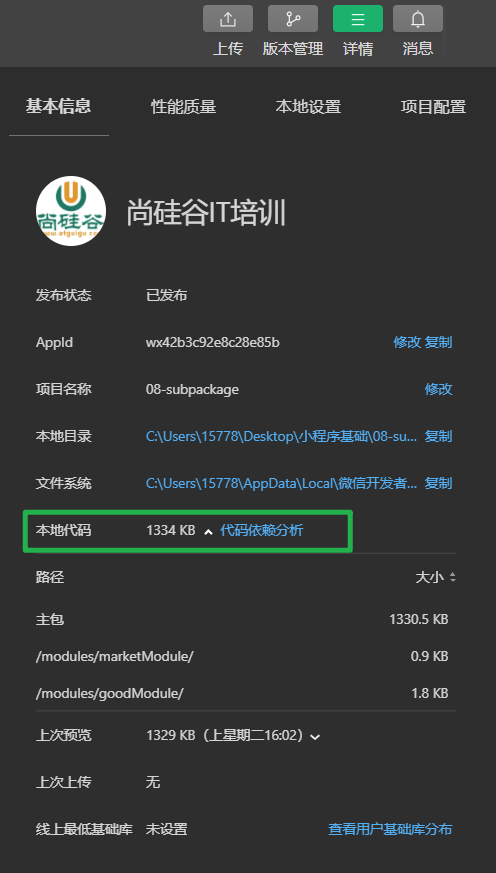 上传 版本管理 详情 消息
基本信息 性能质量 本地设置 项目配置
尚硅谷
www.atguigu.co
尚硅谷IT培训
发布状态 已发布
AppId wx42b3c92e8c28e85b 修改 复制
项目名称 08-subpackage 修改
本地目录 C:\Users\15778\Desktop\小程序基础\08-su... 复制
文件系统 C:\Users\15778\AppData\Local\微信开发者... 复制
本地代码 1334 KB 代码依赖分析
路径 大小
主包 1330.5 KB
/modules/marketModule/ 0.9 KB
/modules/goodModule/ 1.8 KB
上次预览 1329 KB（上星期二16:02）
上次上传 无
线上最低基础库 未设置 查看用户基础库分布